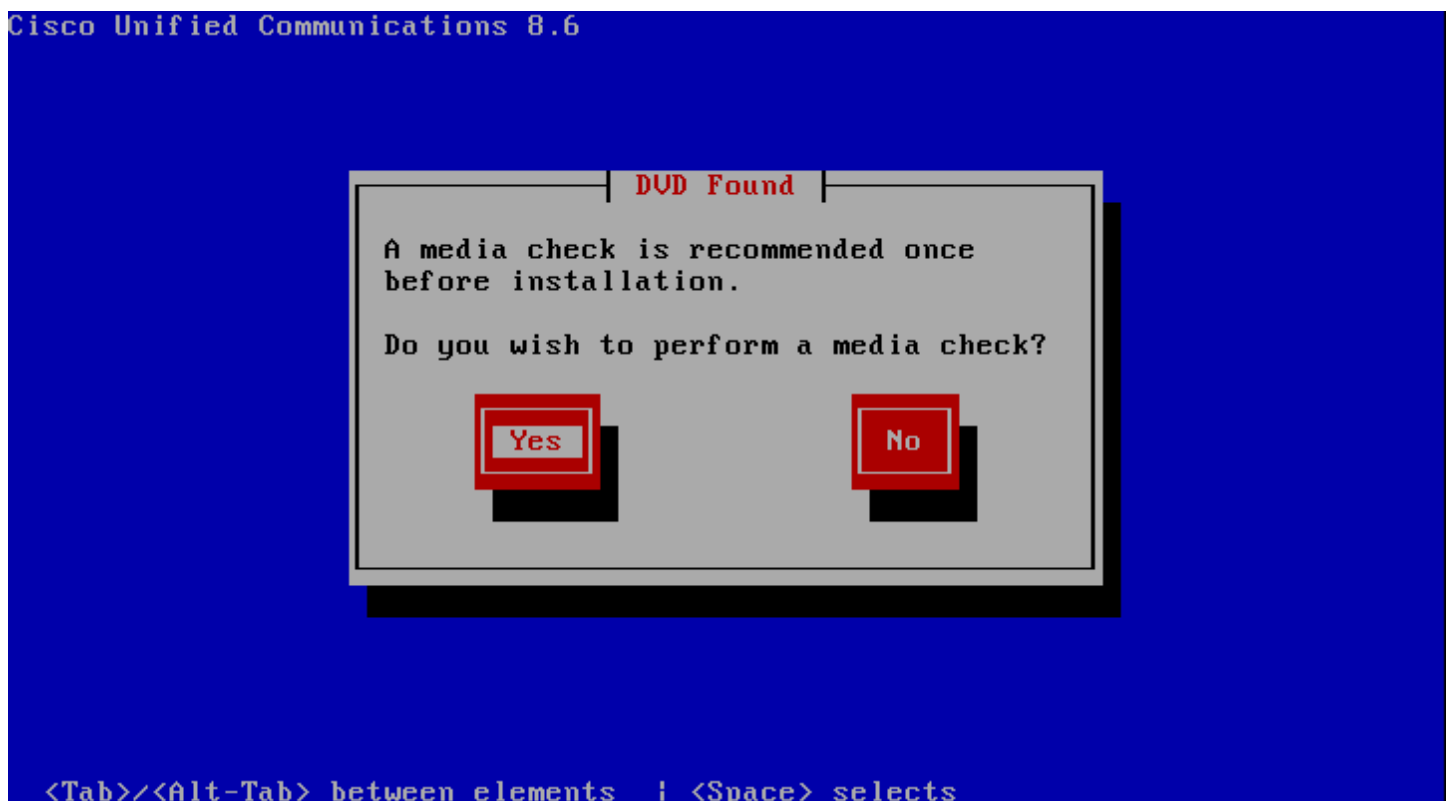 Cisco Unified Communications 8.6
DVD Found
A media check is recommended once
before installation.
Do you wish to perform a media check?
Yes
No
<Tab>/<Alt-Tab> between elements | <Space> selects